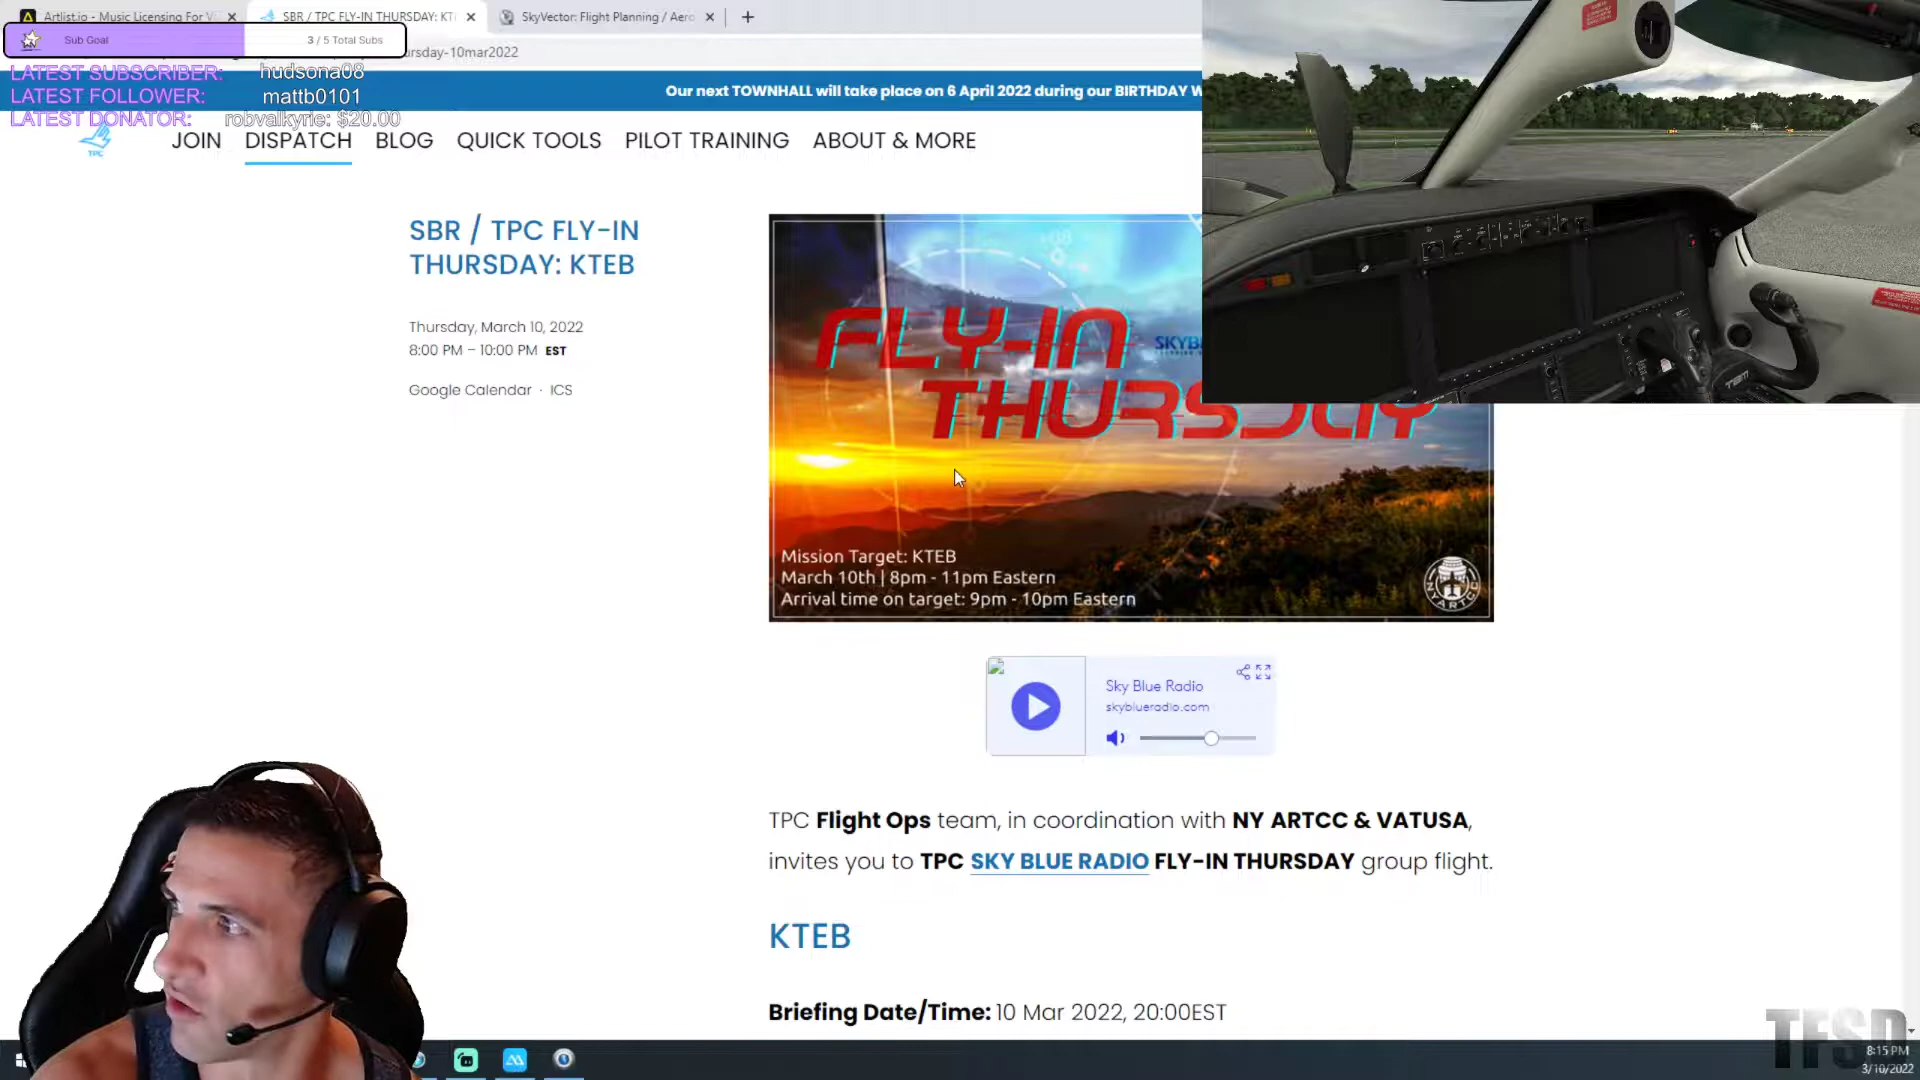 Artlist.io - Music Licensing For V
SBR / TPC FLY-IN THURSDAY: KT
SkyVector: Flight Planning / Aero
Sub Goal
3 / 5 Total Subs
ursday-10mar2022
LATEST SUBSCRIBER: hudsona08
LATEST FOLLOWER: mattb0101
LATEST DONATOR: robvalkyrie: $20.00
Our next TOWNHALL will take place on 6 April 2022 during our BIRTHDAY W
TPC
JOIN DISPATCH BLOG QUICK TOOLS PILOT TRAINING ABOUT & MORE
SBR / TPC FLY-IN
THURSDAY: KTEB
Thursday, March 10, 2022
8:00 PM – 10:00 PM EST
Google Calendar · ICS
FLY-IN
SKYB
THURSDAY
Mission Target: KTEB
March 10th | 8pm - 11pm Eastern
Arrival time on target: 9pm - 10pm Eastern
NYARTCC
TBM
Sky Blue Radio
skyblueradio.com
TPC Flight Ops team, in coordination with NY ARTCC & VATUSA,
invites you to TPC SKY BLUE RADIO FLY-IN THURSDAY group flight.
KTEB
Briefing Date/Time: 10 Mar 2022, 20:00EST
TFSD
8:15 PM
3/10/2022